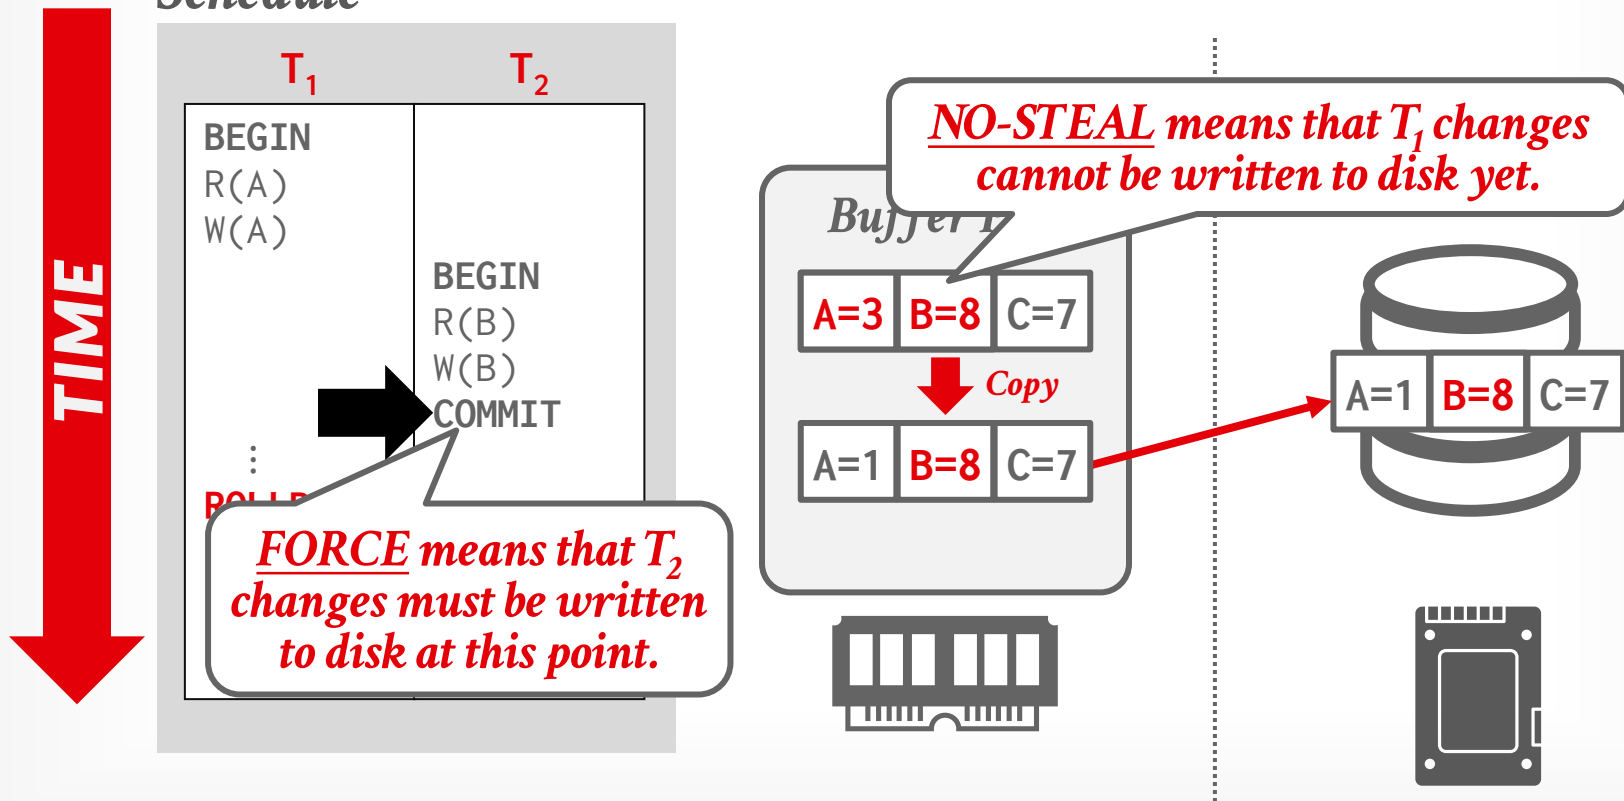 Schedule
TIME
T1
T2
BEGIN
R(A)
W(A)
BEGIN
R(B)
W(B)
COMMIT
⋮
FORCE means that T2
changes must be written
to disk at this point.
NO-STEAL means that T1 changes
cannot be written to disk yet.
Buffer
A=3 B=8 C=7
Copy
A=1 B=8 C=7
A=1 B=8 C=7